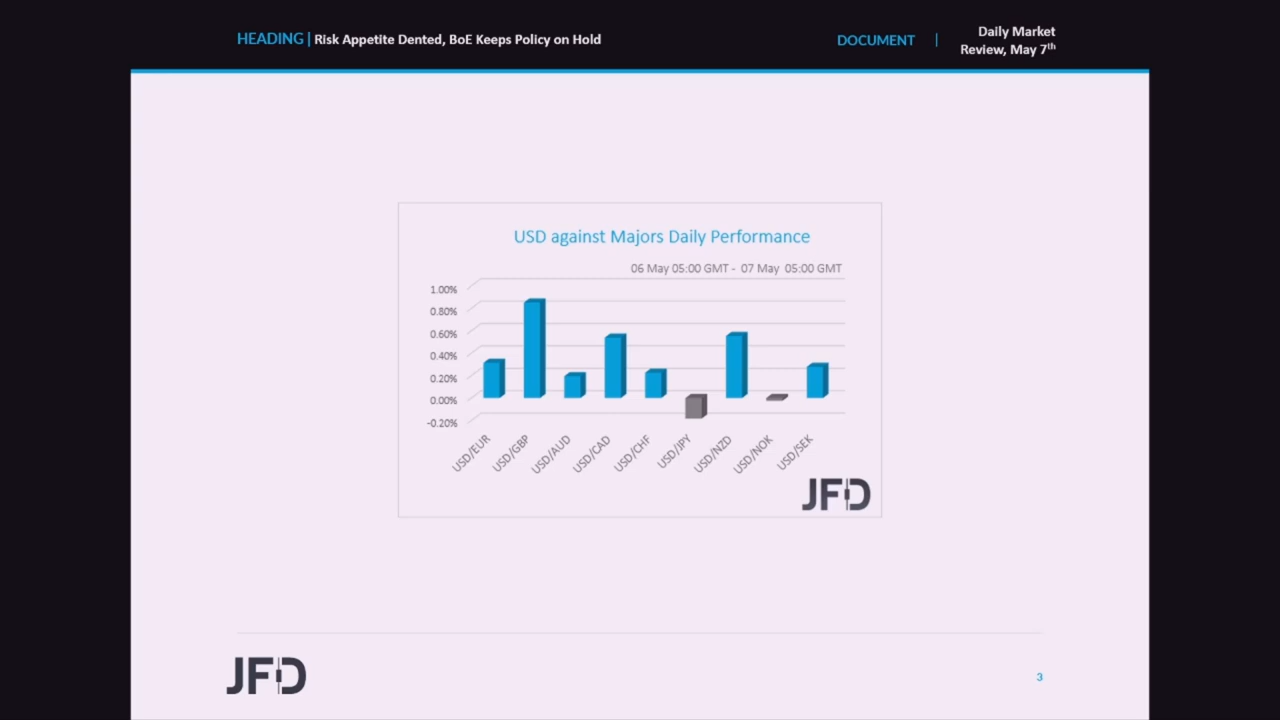 HEADING | Risk Appetite Dented, BoE Keeps Policy on Hold
DOCUMENT |
Daily Market
Review, May 7th
USD against Majors Daily Performance
06 May 05:00 GMT - 07 May 05:00 GMT
1.00%
0.80%
0.60%
0.40%
0.20%
0.00%
-0.20%
USD/EUR
USD/GBP
USD/AUD
USD/CAD
USD/CHF
USD/JPY
USD/NZD
USD/NOK
USD/SEK
JFD
JFD
3